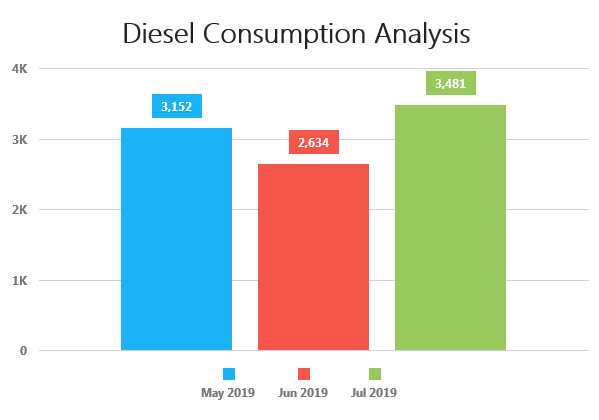 Diesel Consumption Analysis
4K
3,481
3,152
3K
2,634
2K
1K
0
May 2019 Jun 2019 Jul 2019